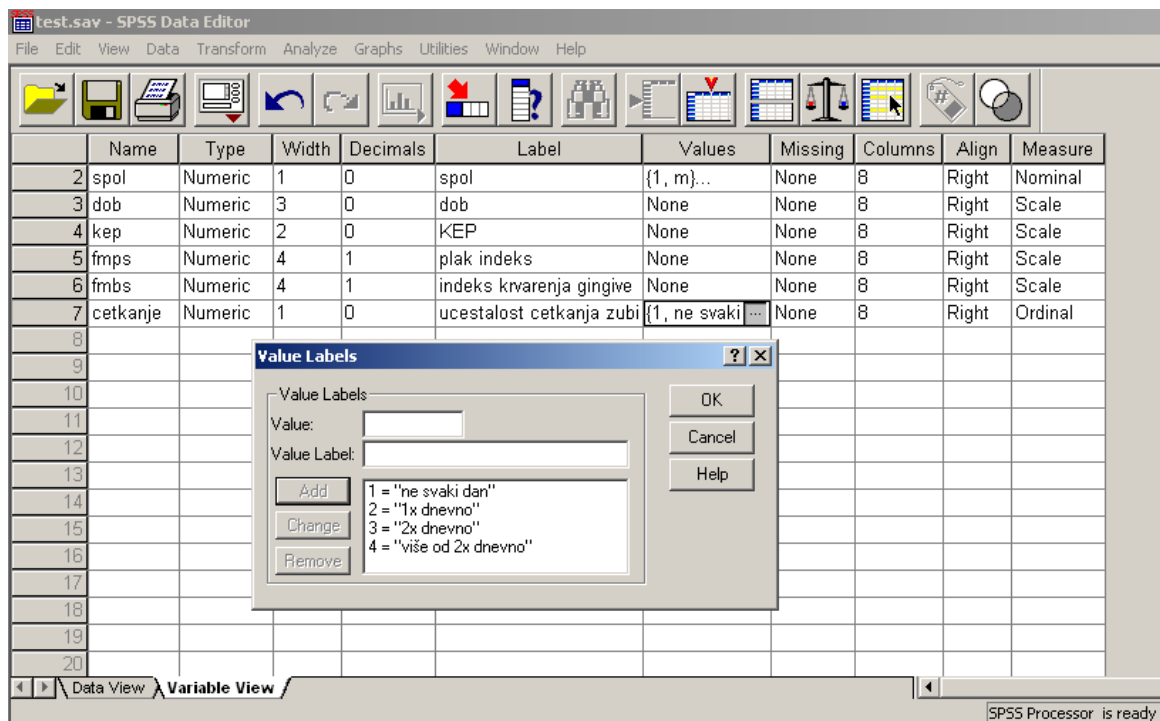 test.sav - SPSS Data Editor
File Edit View Data Transform Analyze Graphs Utilities Window Help
Name Type Width Decimals Label Values Missing Columns Align Measure
2 spol Numeric 1 0 spol {1, m}... None 8 Right Nominal
3 dob Numeric 3 0 dob None None 8 Right Scale
4 kep Numeric 2 0 KEP None None 8 Right Scale
5 fmps Numeric 4 1 plak indeks None None 8 Right Scale
6 fmbs Numeric 4 1 indeks krvarenja gingive None None 8 Right Scale
7 cetkanje Numeric 1 0 ucestalost cetkanja zubi {1, ne svaki ... None 8 Right Ordinal
8
9
10
11
12
13
14
15
16
17
18
19
20
Value Labels
Value Labels
Value:
Value Label:
Add
Change
Remove
1 = "ne svaki dan"
2 = "1x dnevno"
3 = "2x dnevno"
4 = "više od 2x dnevno"
OK
Cancel
Help
Data View Variable View
SPSS Processor is ready